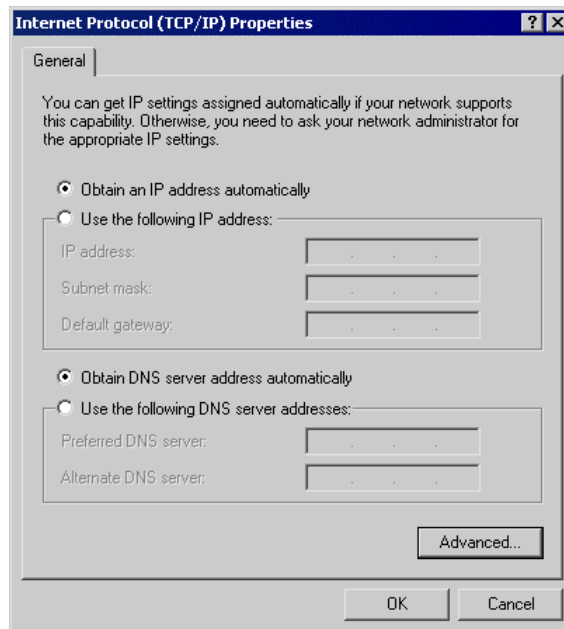 Internet Protocol (TCP/IP) Properties
General
You can get IP settings assigned automatically if your network supports
this capability. Otherwise, you need to ask your network administrator for
the appropriate IP settings.
Obtain an IP address automatically
Use the following IP address:
IP address:
Subnet mask:
Default gateway:
Obtain DNS server address automatically
Use the following DNS server addresses:
Preferred DNS server:
Alternate DNS server:
Advanced...
OK Cancel